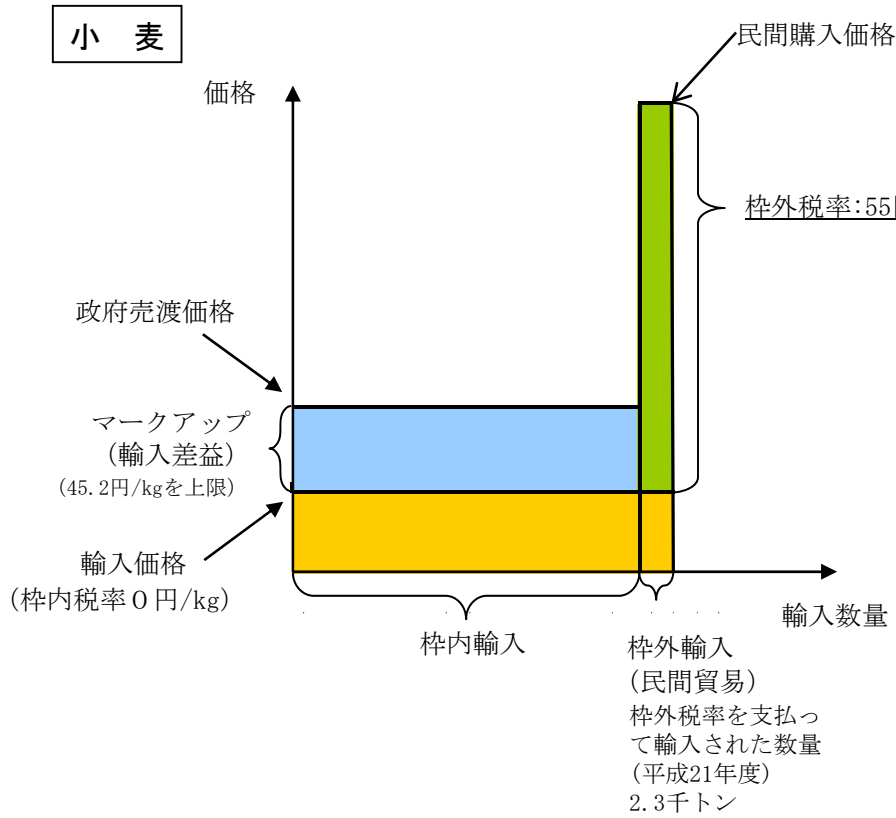 小　麦
民間購入価格
価格
枠外税率:55
政府売渡価格
マークアップ
(輸入差益)
(45.2円/kgを上限)
輸入価格
(枠内税率０円/kg)
輸入数量
枠内輸入
枠外輸入
(民間貿易)
枠外税率を支払っ
て輸入された数量
(平成21年度)
2.3千トン